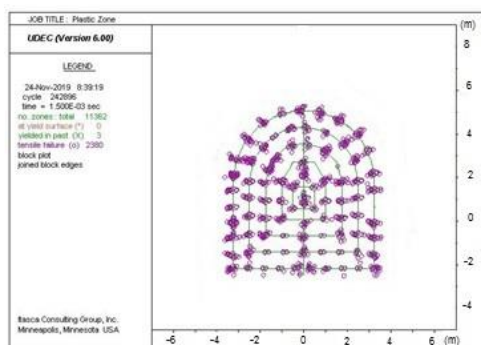 JOB TITLE : Plastic Zone
(m)
UDEC (Version 6.00)
LEGEND
24-Nov-2019 8:39:19
cycle 242896
time = 1.500E-03 sec
no. zones : total 11362
at yield surface (*) 0
yielded in past (X) 3
tensile failure (o) 2380
block plot
joined block edges
8
6
4
2
0
-2
-4
Itasca Consulting Group, Inc.
Minneapolis, Minnesota USA
-6 -4 -2 0 2 4 6 (m)